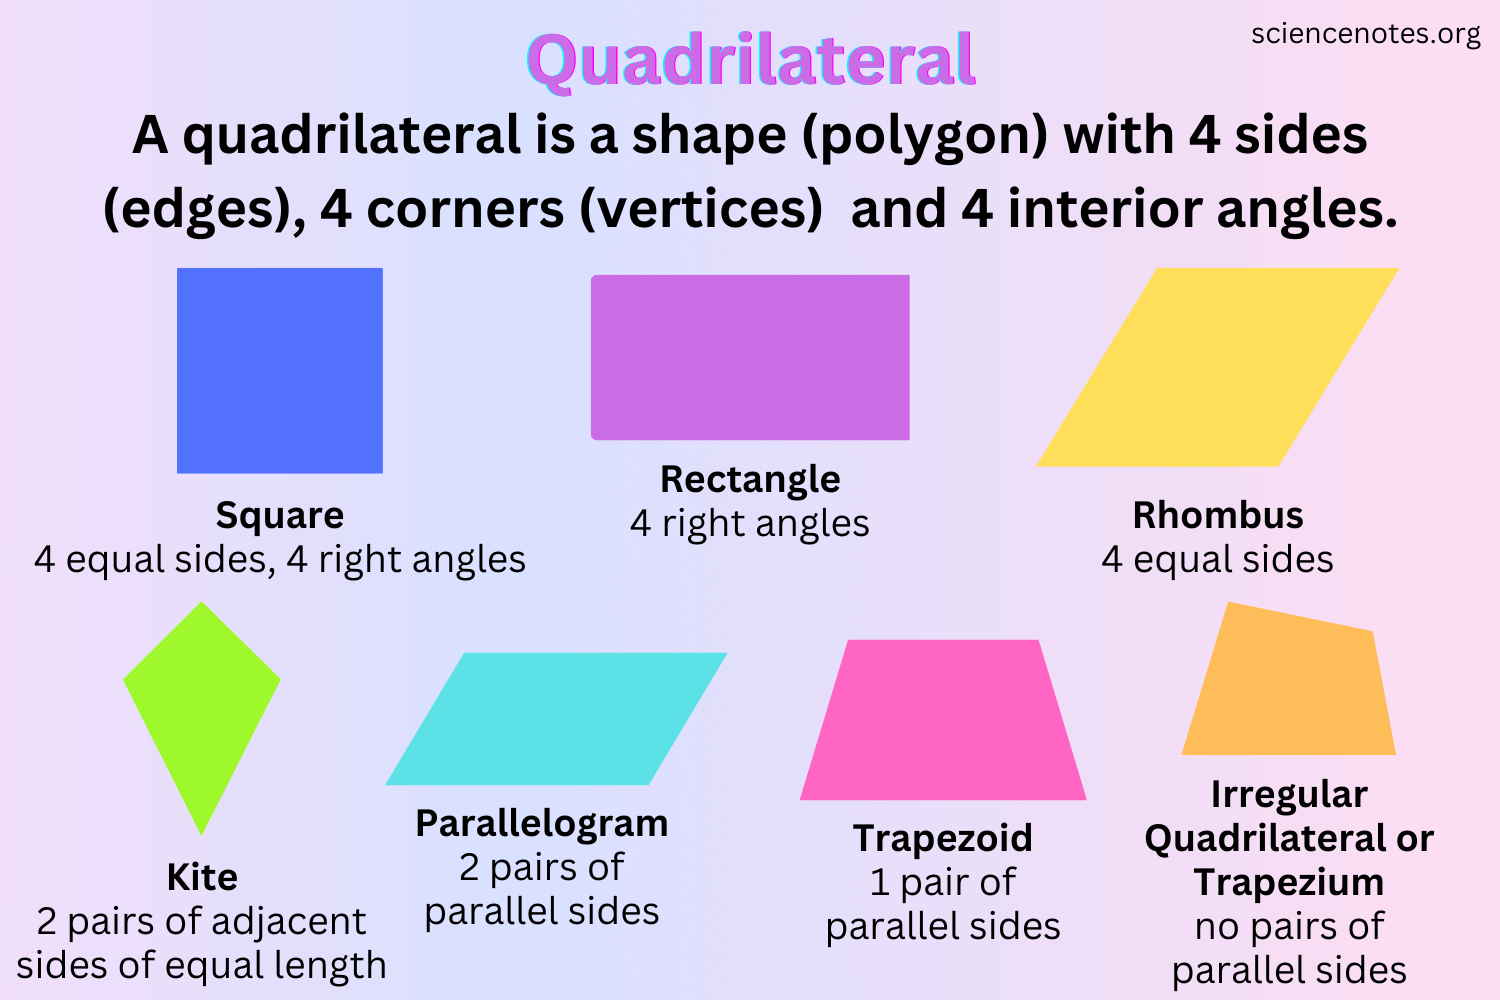 sciencenotes.org
Quadrilateral
A quadrilateral is a shape (polygon) with 4 sides
(edges), 4 corners (vertices) and 4 interior angles.
Square
4 equal sides, 4 right angles
Rectangle
4 right angles
Rhombus
4 equal sides
Kite
2 pairs of adjacent
sides of equal length
Parallelogram
2 pairs of
parallel sides
Trapezoid
1 pair of
parallel sides
Irregular
Quadrilateral or
Trapezium
no pairs of
parallel sides